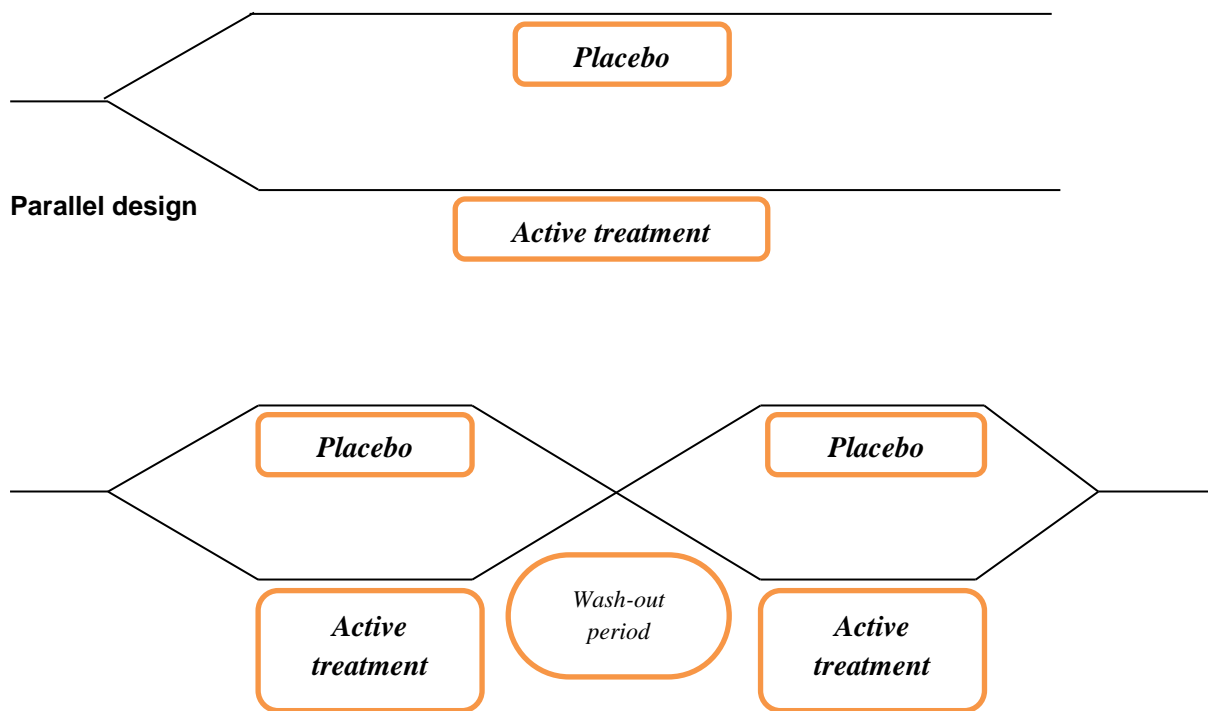 Placebo
Parallel design
Active treatment
Placebo
Placebo
Active
treatment
Wash-out
period
Active
treatment